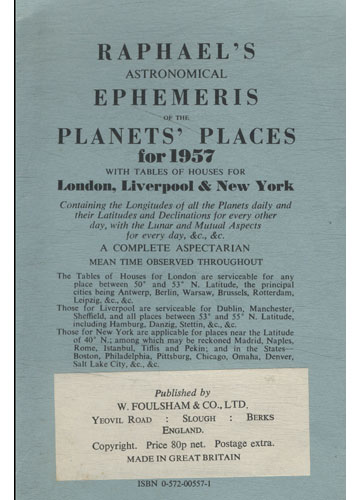 RAPHAEL'S
ASTRONOMICAL
EPHEMERIS
OF THE
PLANETS' PLACES
for 1957
WITH TABLES OF HOUSES FOR
London, Liverpool & New York
Containing the Longitudes of all the Planets daily and
their Latitudes and Declinations for every other
day, with the Lunar and Mutual Aspects
for every day, &c., &c.
A COMPLETE ASPECTARIAN
MEAN TIME OBSERVED THROUGHOUT
The Tables of Houses for London are serviceable for any
place between 50° and 53° N. Latitude, the principal
cities being Antwerp, Berlin, Warsaw, Brussels, Rotterdam,
Leipzig, &c., &c.
Those for Liverpool are serviceable for Dublin, Manchester,
Sheffield, and all places between 53° and 55° N. Latitude,
including Hamburg, Danzig, Stettin, &c., &c.
Those for New York are applicable for places near the Latitude
of 40° N.; among which may be reckoned Madrid, Naples,
Rome, Istanbul, Tiflis and Pekin; and in the States—
Boston, Philadelphia, Pittsburg, Chicago, Omaha, Denver,
Salt Lake City, &c., &c.
Published by
W. FOULSHAM & CO., LTD.
YEOVIL ROAD : SLOUGH : BERKS
ENGLAND.
Copyright. Price 80p net. Postage extra.
MADE IN GREAT BRITAIN
ISBN 0-572-00557-1